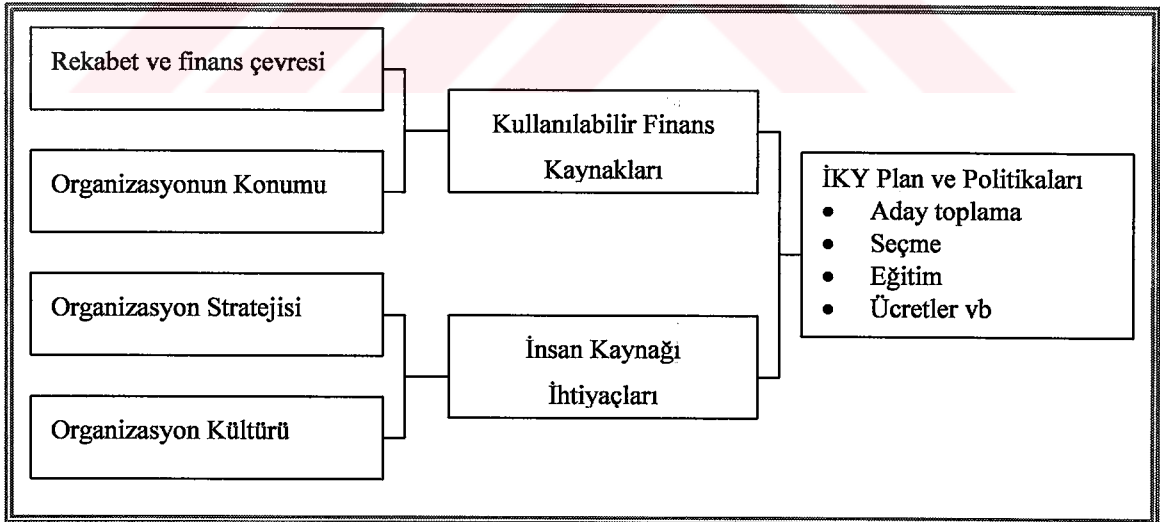 Rekabet ve finans çevresi
Organizasyonun Konumu
Organizasyon Stratejisi
Organizasyon Kültürü
Kullanılabilir Finans
Kaynakları
İnsan Kaynağı
İhtiyaçları
İKY Plan ve Politikaları
• Aday toplama
• Seçme
• Eğitim
• Ücretler vb